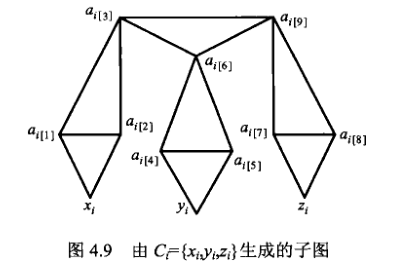 a_{i[3]} a_{i[9]}
a_{i[6]}
a_{i[1]} a_{i[2]} a_{i[7]} a_{i[8]}
a_{i[4]} a_{i[5]}
x_i y_i z_i
图 4.9 由 C_i={x_i,y_i,z_i}生成的子图